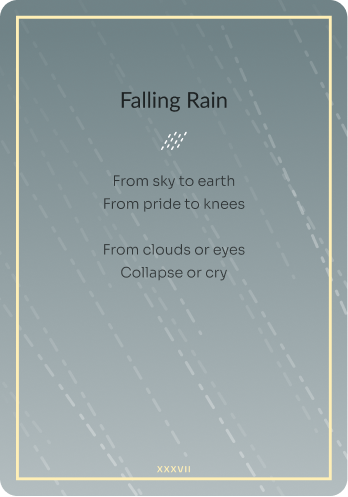 Falling Rain
From sky to earth
From pride to knees
From clouds or eyes
Collapse or cry
XXXVII